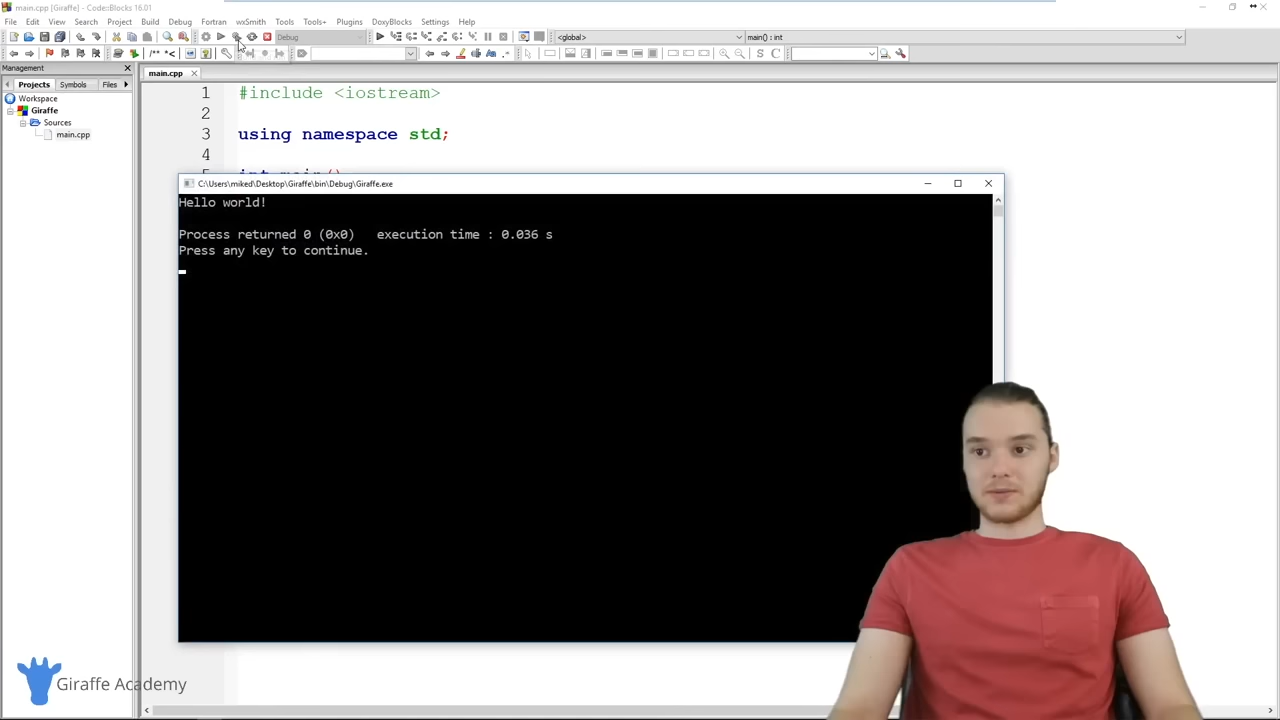 main.cpp [Giraffe] - Code::Blocks 16.01
File Edit View Search Project Build Debug Fortran wxSmith Tools Tools+ Plugins DoxyBlocks Settings Help
Debug <global> main() : int
/** *<
Management
main.cpp
Projects Symbols Files
Workspace
Giraffe
Sources
main.cpp
1 #include <iostream>
2
3 using namespace std;
4
C:\Users\miked\Desktop\Giraffe\bin\Debug\Giraffe.exe
Hello world!
Process returned 0 (0x0) execution time : 0.036 s
Press any key to continue.
Giraffe Academy